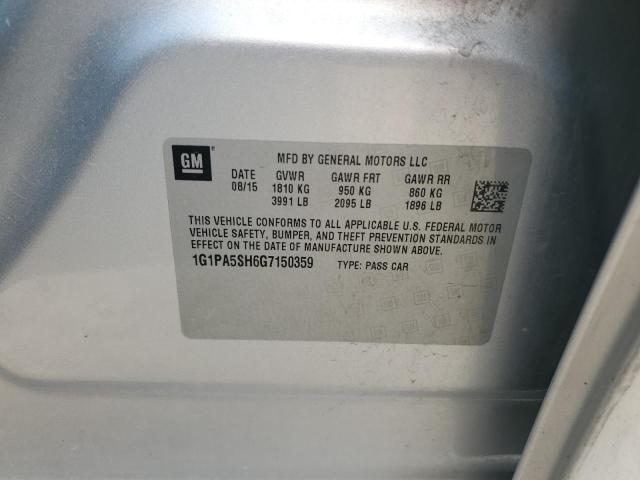 GM
MFD BY GENERAL MOTORS LLC
DATE GVWR GAWR FRT GAWR RR
08/15 1810 KG 950 KG 860 KG
3991 LB 2095 LB 1896 LB
THIS VEHICLE CONFORMS TO ALL APPLICABLE U.S. FEDERAL MOTOR
VEHICLE SAFETY, BUMPER, AND THEFT PREVENTION STANDARDS IN
EFFECT ON THE DATE OF MANUFACTURE SHOWN ABOVE.
1G1PA5SH6G7150359 TYPE: PASS CAR